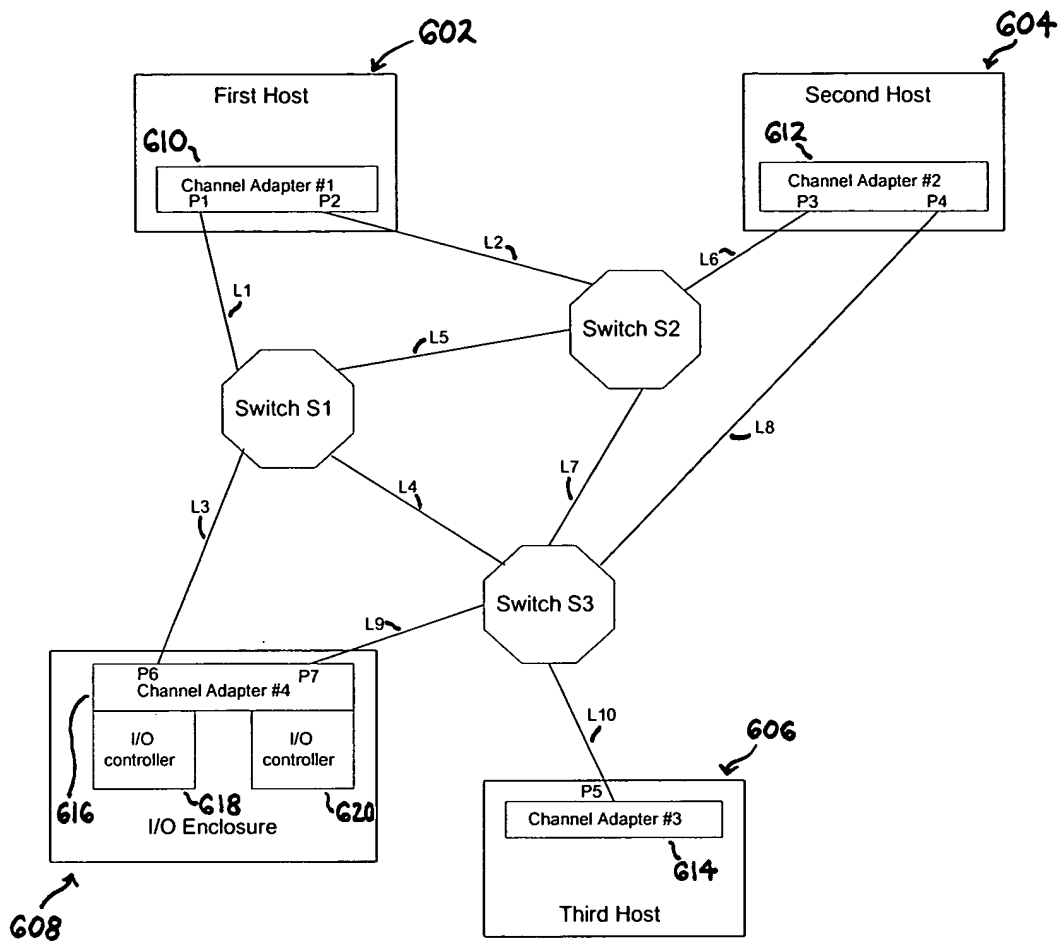 602
604
First Host
Second Host
610
612
Channel Adapter #1
P1
P2
Channel Adapter #2
P3
P4
L2
L6
L1
L5
Switch S2
Switch S1
L8
L3
L4
L7
Switch S3
L9
P6
P7
Channel Adapter #4
L10
I/O
controller
I/O
controller
606
616
618
620
I/O Enclosure
P5
Channel Adapter #3
614
608
Third Host